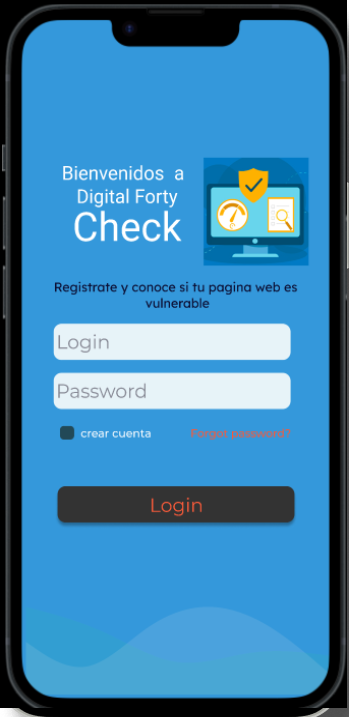 Bienvenidos a
Digital Forty
Check
Registrate y conoce si tu pagina web es
vulnerable
Login
Password
crear cuenta
Forgot password?
Login